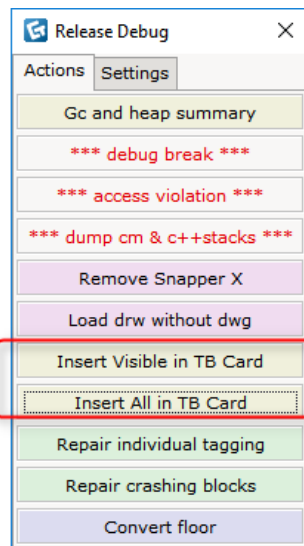 Release Debug
Actions Settings
Gc and heap summary
*** debug break ***
*** access violation ***
*** dump cm & c++stacks ***
Remove Snapper X
Load drw without dwg
Insert Visible in TB Card
Insert All in TB Card
Repair individual tagging
Repair crashing blocks
Convert floor